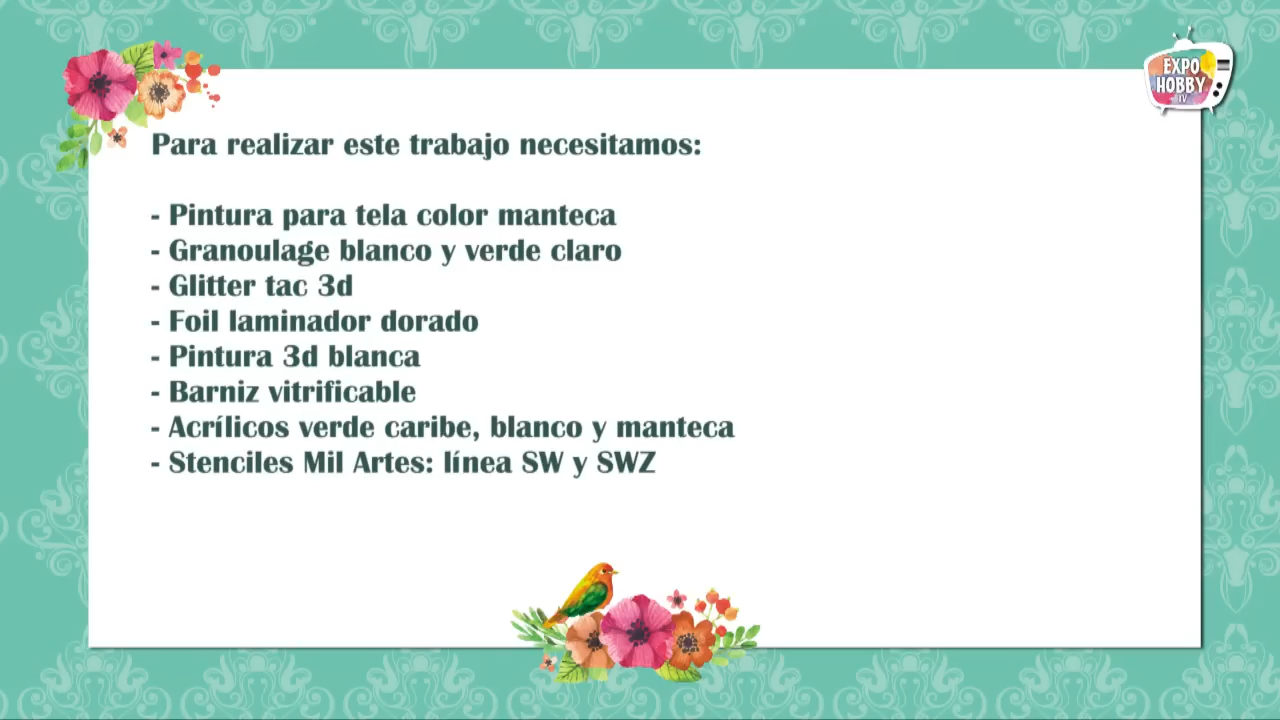 EXPO
HOBBY
TV
Para realizar este trabajo necesitamos:
- Pintura para tela color manteca
- Granoulage blanco y verde claro
- Glitter tac 3d
- Foil laminador dorado
- Pintura 3d blanca
- Barniz vitrificable
- Acrílicos verde caribe, blanco y manteca
- Stenciles Mil Artes: línea SW y SWZ